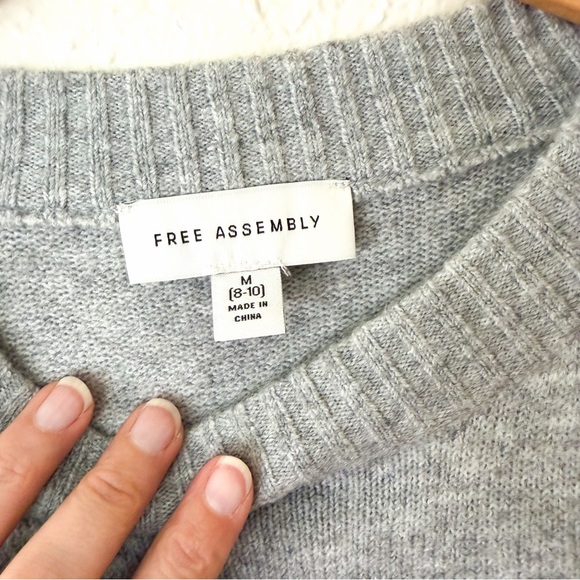 FREE ASSEMBLY
M
(8-10)
MADE IN
CHINA